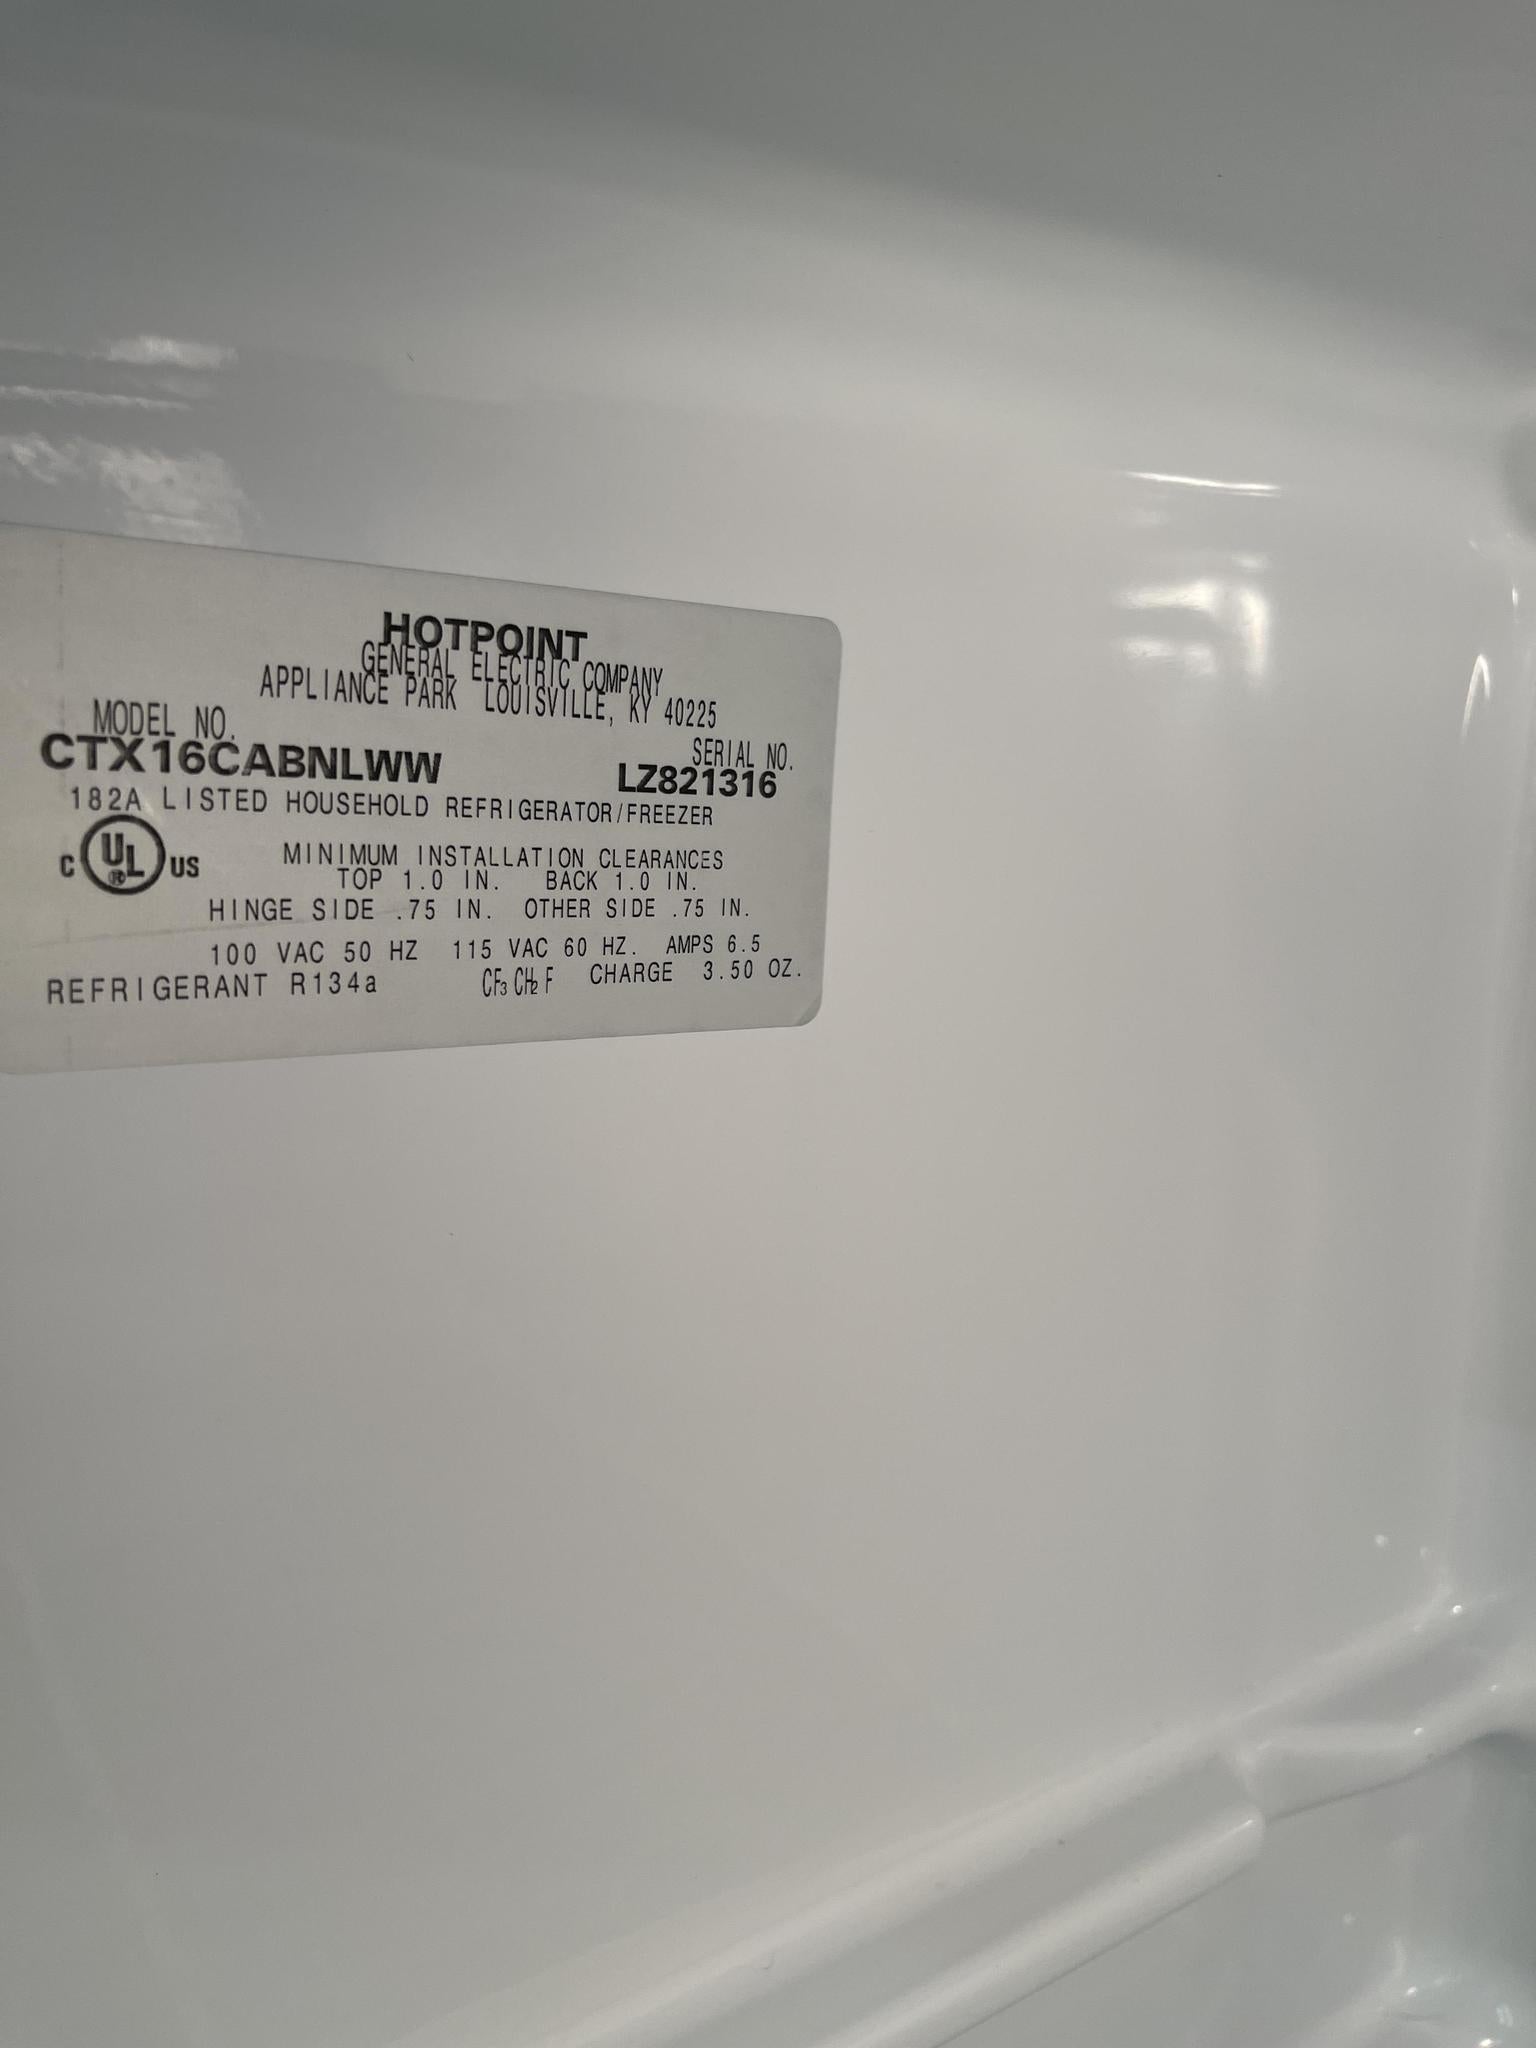 HOTPOINT
GENERAL ELECTRIC COMPANY
APPLIANCE PARK LOUISVILLE, KY 40225
MODEL NO. SERIAL NO.
CTX16CABNLWW LZ821316
182A LISTED HOUSEHOLD REFRIGERATOR/FREEZER
C UL® US
MINIMUM INSTALLATION CLEARANCES
TOP 1.0 IN. BACK 1.0 IN.
HINGE SIDE .75 IN. OTHER SIDE .75 IN.
100 VAC 50 HZ 115 VAC 60 HZ. AMPS 6.5
REFRIGERANT R134a CF₃ CH₂ F CHARGE 3.50 OZ.